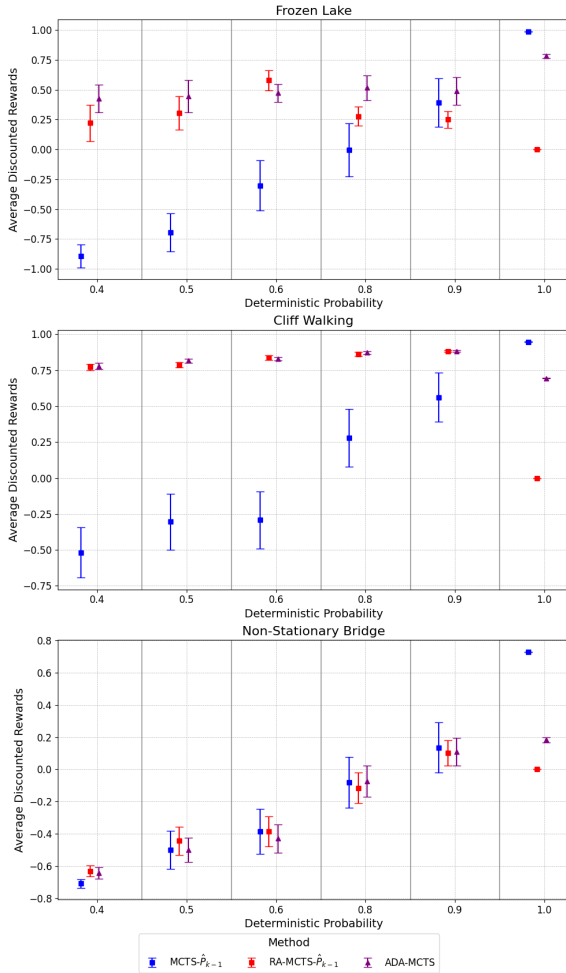 Frozen Lake
Average Discounted Rewards
1.00
0.75
0.50
0.25
0.00
−0.25
−0.50
−0.75
−1.00
0.4 0.5 0.6 0.8 0.9 1.0
Deterministic Probability
Cliff Walking
Average Discounted Rewards
1.00
0.75
0.50
0.25
0.00
−0.25
−0.50
−0.75
0.4 0.5 0.6 0.8 0.9 1.0
Deterministic Probability
Non-Stationary Bridge
Average Discounted Rewards
0.8
0.6
0.4
0.2
0.0
−0.2
−0.4
−0.6
−0.8
0.4 0.5 0.6 0.8 0.9 1.0
Deterministic Probability
Method
MCTS-P̂ₖ₋₁ RA-MCTS-P̂ₖ₋₁ ADA-MCTS